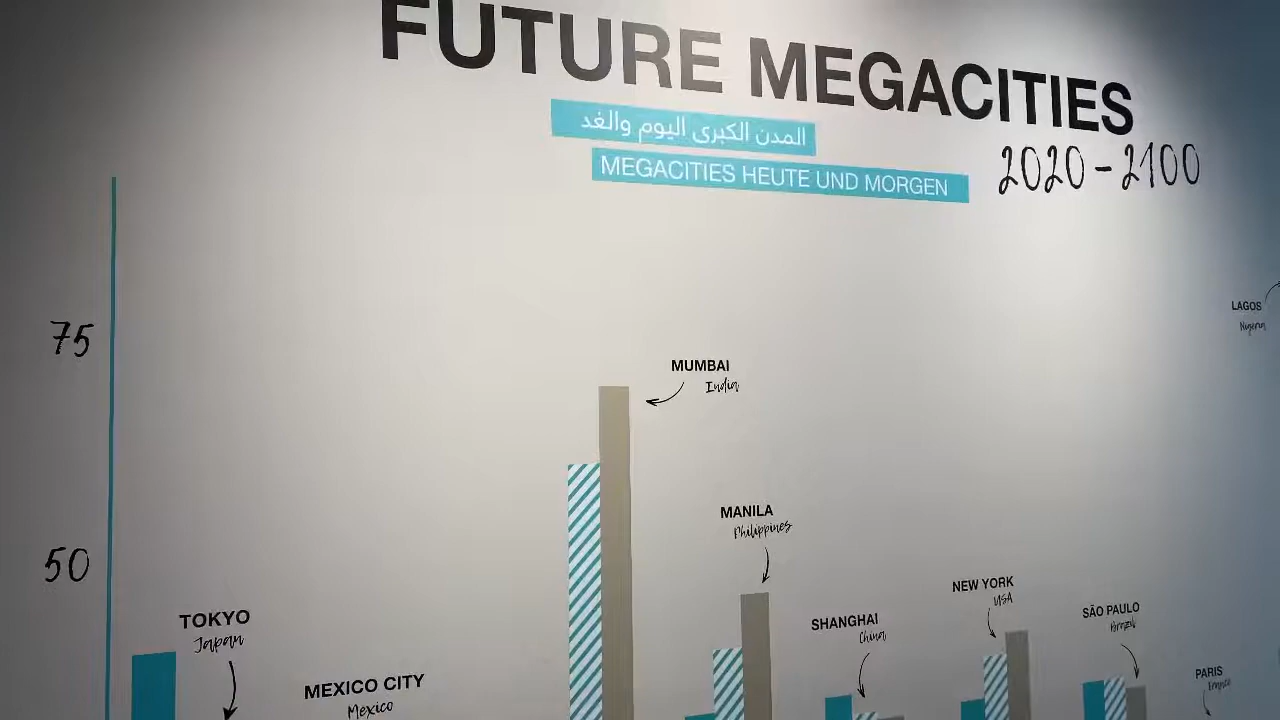 FUTURE MEGACITIES
المدن الكبرى اليوم والغد
MEGACITIES HEUTE UND MORGEN
2020-2100
75
50
LAGOS
Nigeria
MUMBAI
India
MANILA
Philippines
NEW YORK
USA
SÃO PAULO
Brazil
SHANGHAI
China
TOKYO
Japan
MEXICO CITY
Mexico
PARIS
France